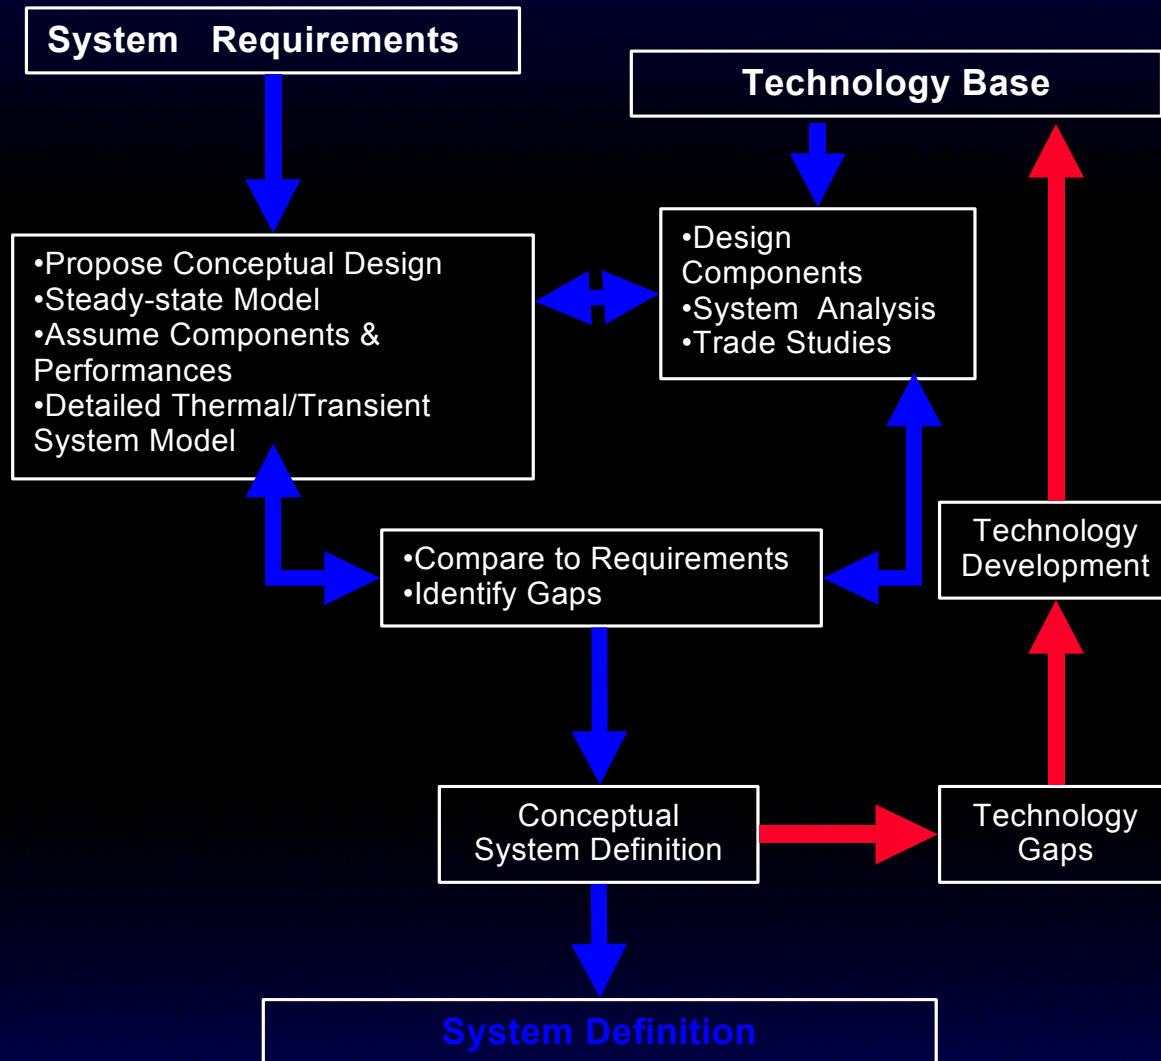 System Requirements
Technology Base
•Propose Conceptual Design
•Steady-state Model
•Assume Components &
Performances
•Detailed Thermal/Transient
System Model
•Design
Components
•System Analysis
•Trade Studies
•Compare to Requirements
•Identify Gaps
Technology
Development
Conceptual
System Definition
Technology
Gaps
System Definition